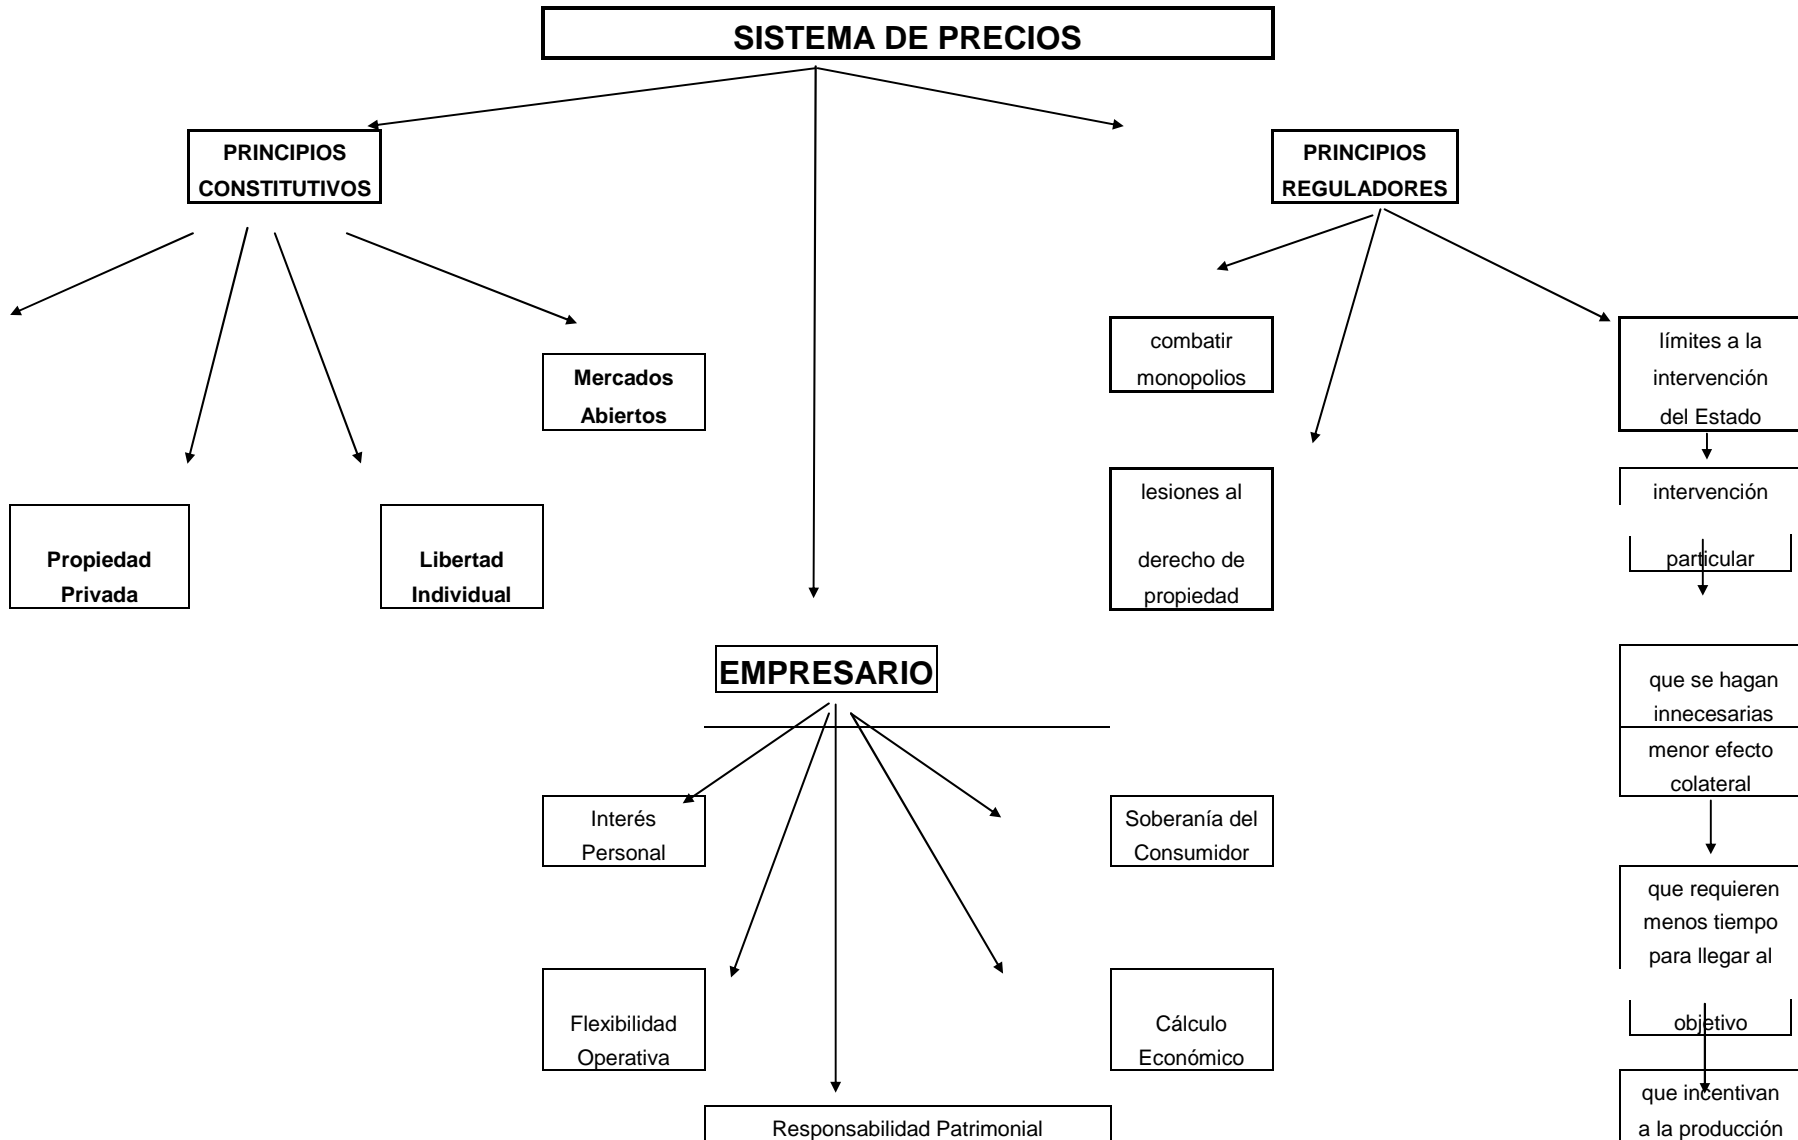 SISTEMA DE PRECIOS
PRINCIPIOS
CONSTITUTIVOS
PRINCIPIOS
REGULADORES
Mercados
Abiertos
Propiedad
Privada
Libertad
Individual
combatir
monopolios
lesiones al
derecho de
propiedad
límites a la
intervención
del Estado
intervención
particular
que se hagan
innecesarias
menor efecto
colateral
que requieren
menos tiempo
para llegar al
objetivo
que incentivan
a la producción
EMPRESARIO
Interés
Personal
Soberanía del
Consumidor
Flexibilidad
Operativa
Cálculo
Económico
Responsabilidad Patrimonial